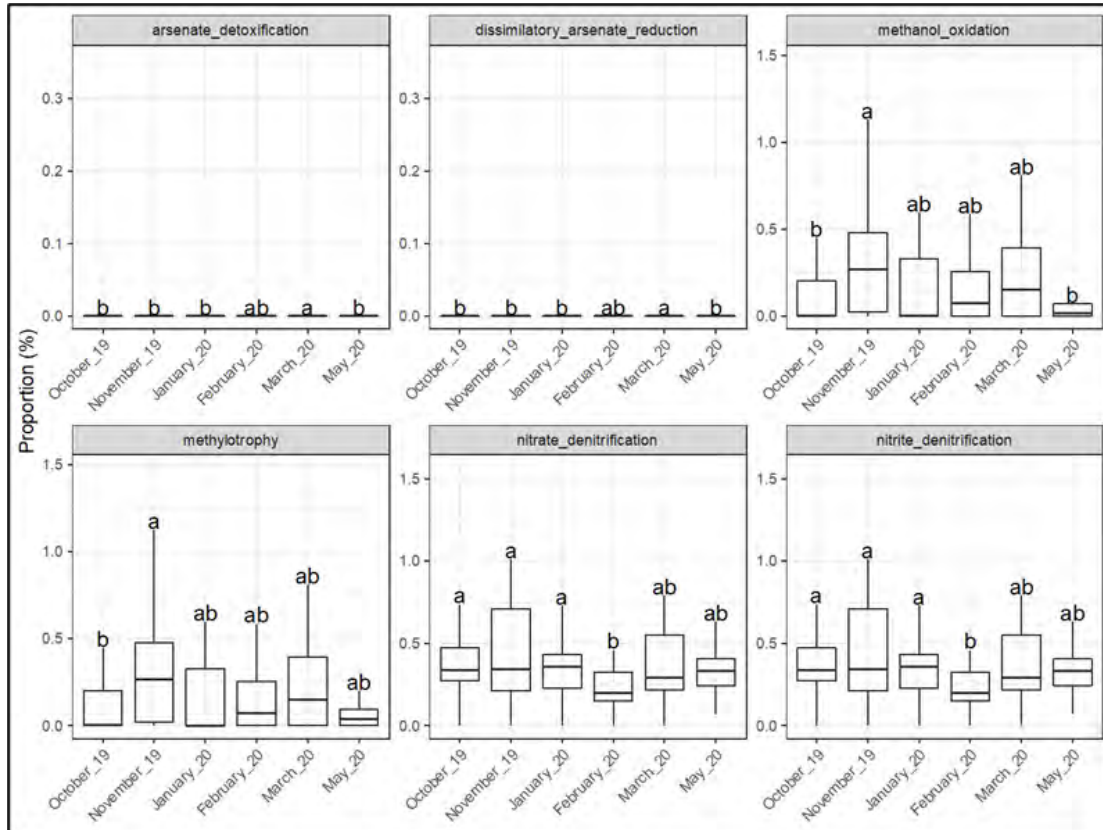 arsenate_detoxification
dissimilatory_arsenate_reduction
methanol_oxidation
0.3
0.2
0.1
0.0
b b b ab a b
October_19 November_19 January_20 February_20 March_20 May_20
0.3
0.2
0.1
0.0
b b b ab a b
October_19 November_19 January_20 February_20 March_20 May_20
1.5
1.0
0.5
0.0
b a ab ab ab b
October_19 November_19 January_20 February_20 March_20 May_20
Proportion (%)
methylotrophy
nitrate_denitrification
nitrite_denitrification
1.5
1.0
0.5
0.0
b a ab ab ab ab
October_19 November_19 January_20 February_20 March_20 May_20
1.5
1.0
0.5
0.0
a a a b ab ab
October_19 November_19 January_20 February_20 March_20 May_20
1.5
1.0
0.5
0.0
a a a b ab ab
October_19 November_19 January_20 February_20 March_20 May_20